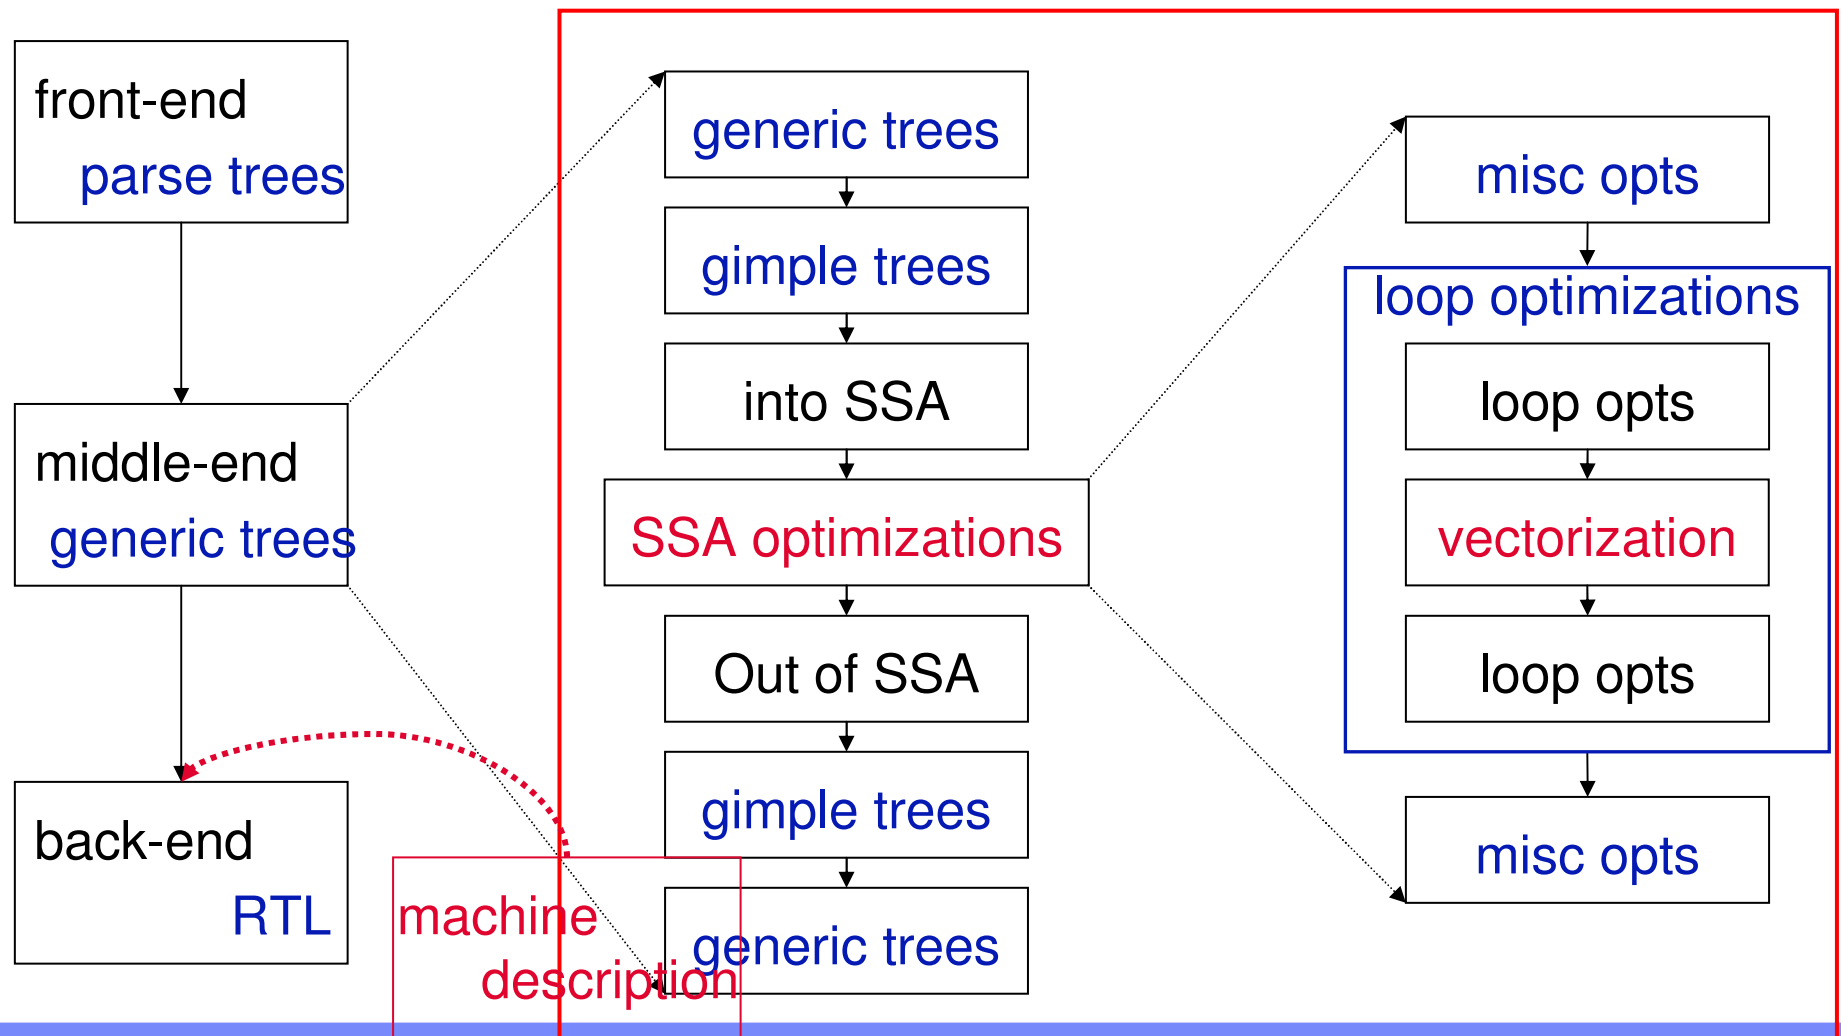 front-end
parse trees
middle-end
generic trees
back-end
RTL
machine
description
generic trees
gimple trees
into SSA
SSA optimizations
Out of SSA
gimple trees
generic trees
misc opts
loop optimizations
loop opts
vectorization
loop opts
misc opts